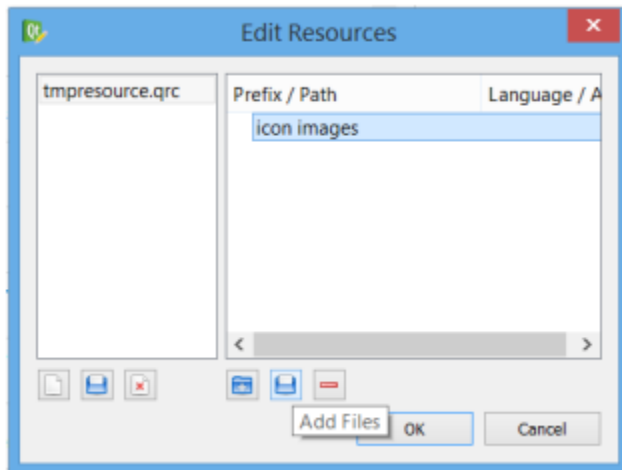 Edit Resources
tmpresource.qrc
Prefix / Path Language / A
icon images
Add Files
OK
Cancel